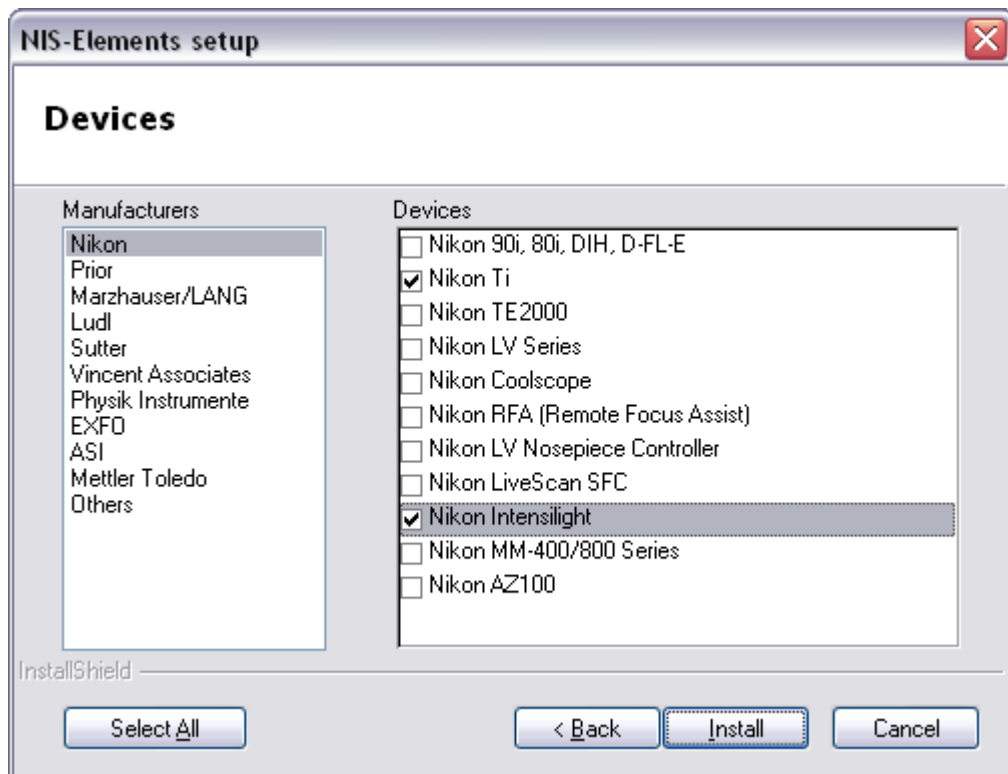 NIS-Elements setup
Devices
Manufacturers
Nikon
Prior
Marzhauser/LANG
Ludl
Sutter
Vincent Associates
Physik Instrumente
EXFO
ASI
Mettler Toledo
Others
Devices
Nikon 90i, 80i, DIH, D-FL-E
Nikon Ti
Nikon TE2000
Nikon LV Series
Nikon Coolscope
Nikon RFA (Remote Focus Assist)
Nikon LV Nosepiece Controller
Nikon LiveScan SFC
Nikon Intensilight
Nikon MM-400/800 Series
Nikon AZ100
InstallShield
Select All
< Back
Install
Cancel